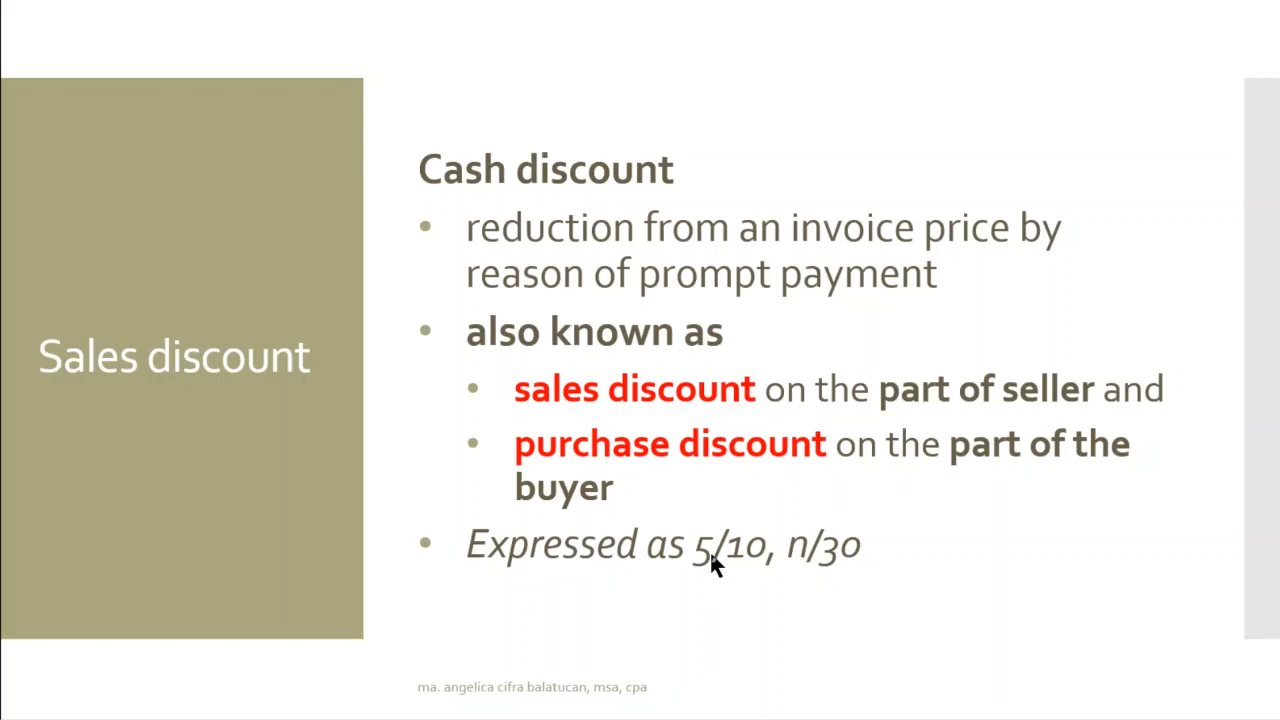 Sales discount
Cash discount
• reduction from an invoice price by
reason of prompt payment
• also known as
• sales discount on the part of seller and
• purchase discount on the part of the
buyer
• Expressed as 5/10, n/30
ma. angelica cifra balatucan, msa, cpa